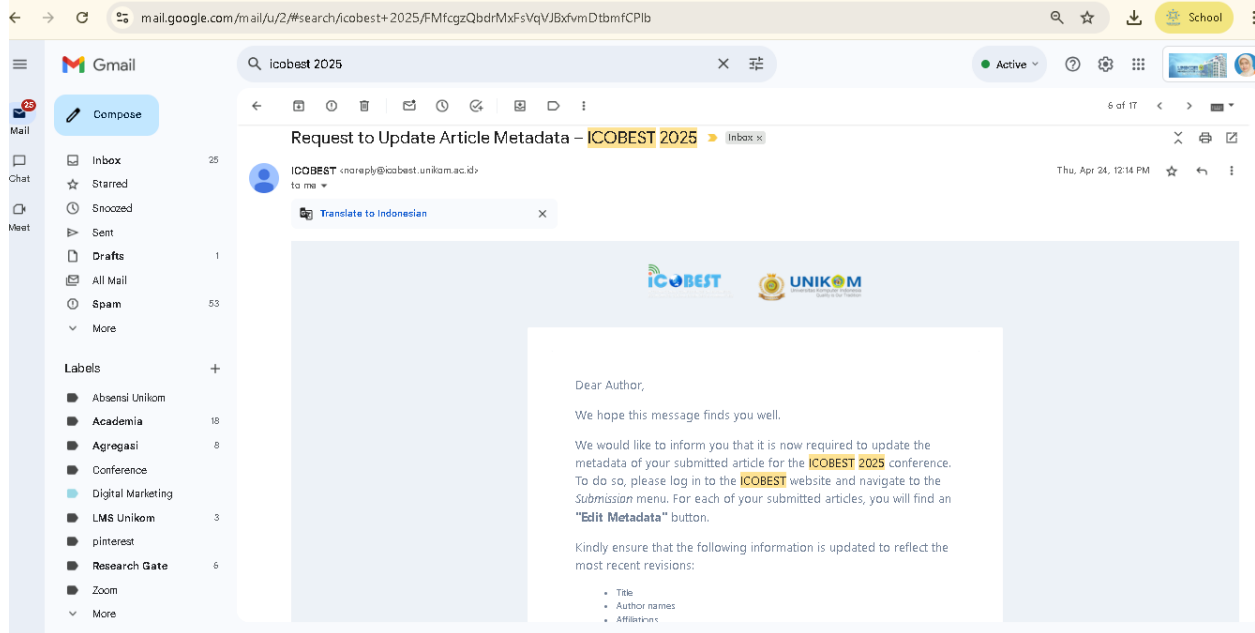 mail.google.com/mail/u/2/#search/icobest+2025/FMfcgzQbdrMxFsVqVJBxfvmDtbmfCPlb
School
25
Mail
Chat
Meet
Gmail
icobest 2025
Active
Compose
6 of 17
Inbox 25
Starred
Snoozed
Sent
Drafts 1
All Mail
Spam 53
More
Labels
Absensi Unikom
Academia 18
Agregasi 8
Conference
Digital Marketing
LMS Unikom 3
pinterest
Research Gate 6
Zoom
More
Request to Update Article Metadata – ICOBEST 2025 Inbox x
ICOBEST <noreply@icobest.unikom.ac.id> Thu, Apr 24, 12:14 PM
to me
Translate to Indonesian
iCOBEST UNIKOM
Dear Author,
We hope this message finds you well.
We would like to inform you that it is now required to update the
metadata of your submitted article for the ICOBEST 2025 conference.
To do so, please log in to the ICOBEST website and navigate to the
Submission menu. For each of your submitted articles, you will find an
"Edit Metadata" button.
Kindly ensure that the following information is updated to reflect the
most recent revisions:
• Title
• Author names
• Affiliations